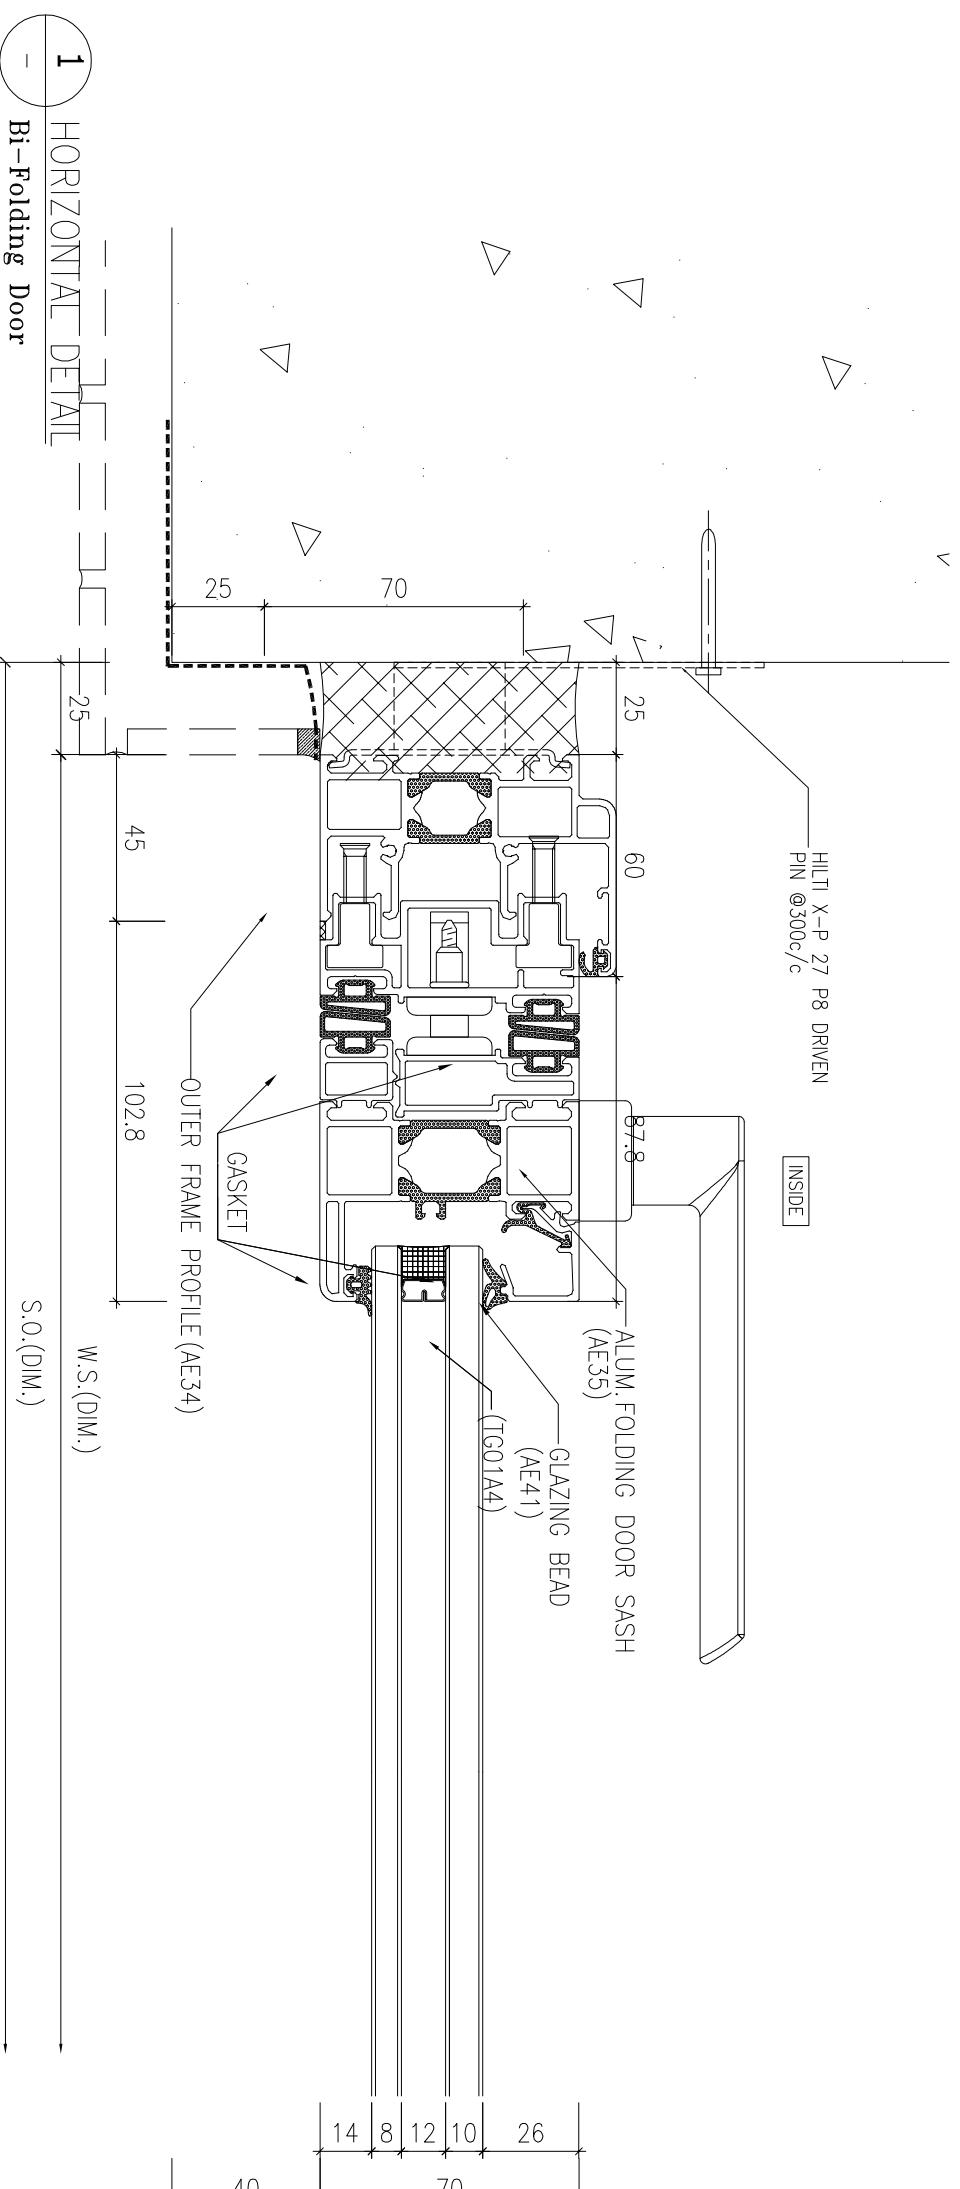 1
-
HORIZONTAL DETAIL
Bi-Folding Door
HILTI X-P 27 P8 DRIVEN
PIN @300c/c
INSIDE
25
70
25
60
87.8
25
45
102.8
ALUM. FOLDING DOOR SASH
(AE35)
GLAZING BEAD
(AE41)
(TG01A4)
GASKET
OUTER FRAME PROFILE(AE34)
W.S.(DIM.)
S.O.(DIM.)
14
8
12
10
26
40
70